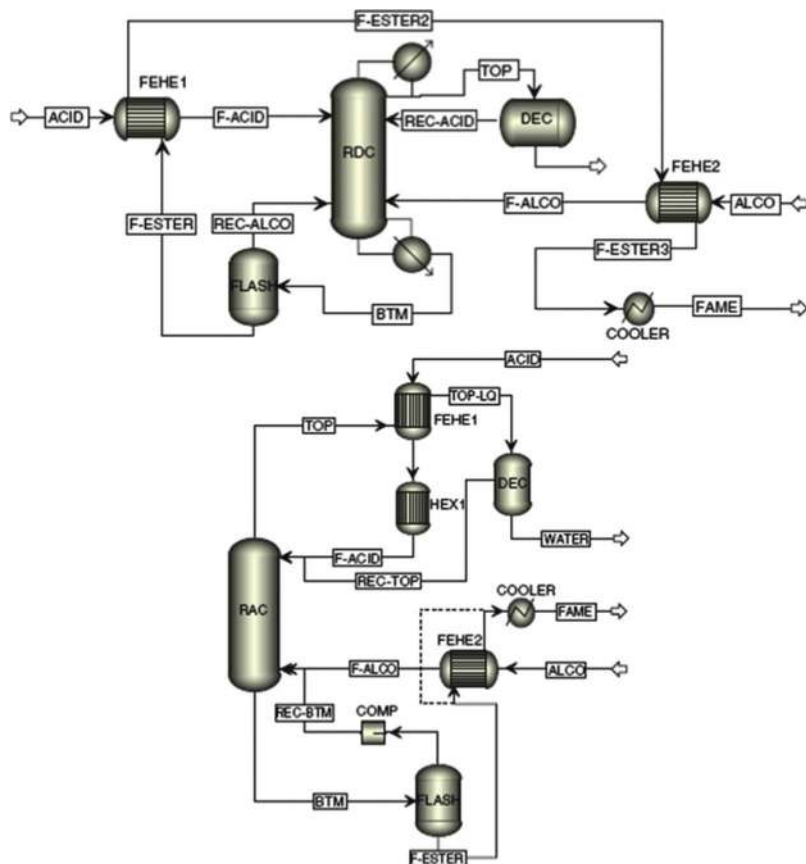 F-ESTER2
FEHE1
TOP
ACID
F-ACID
REC-ACID
DEC
RDC
FEHE2
F-ESTER
REC-ALCO
F-ALCO
ALCO
F-ESTER3
FLASH
BTM
FAME
COOLER
ACID
TOP-LQ
TOP
FEHE1
DEC
HEX1
WATER
F-ACID
REC-TOP
COOLER
RAC
FAME
FEHE2
F-ALCO
ALCO
REC-BTM
COMP
BTM
FLASH
F-ESTER